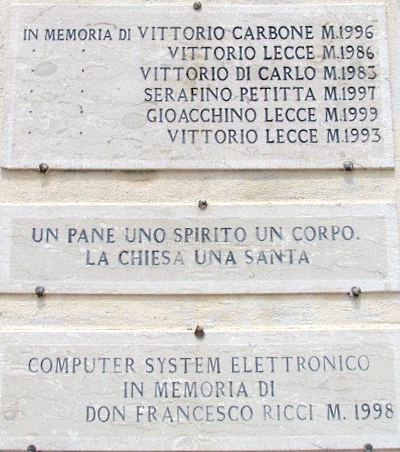 IN MEMORIA DI VITTORIO CARBONE M.1996
" " VITTORIO LECCE M.1986
" " VITTORIO DI CARLO M.1983
" " SERAFINO PETITTA M.1997
" " GIOACCHINO LECCE M.1999
" " VITTORIO LECCE M.1993
UN PANE UNO SPIRITO UN CORPO.
LA CHIESA UNA SANTA
COMPUTER SYSTEM ELETTRONICO
IN MEMORIA DI
DON FRANCESCO RICCI M. 1998